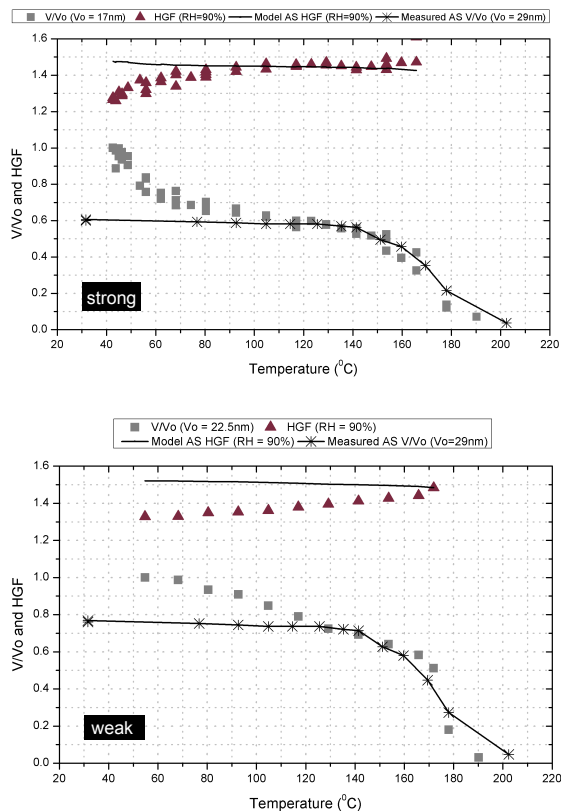 V/Vo (Vo = 17nm) HGF (RH=90%) Model AS HGF (RH=90%) Measured AS V/Vo (Vo = 29nm)
1.6
1.4
1.2
1.0
0.8
0.6
0.4
0.2
0.0
V/Vo and HGF
strong
20 40 60 80 100 120 140 160 180 200 220
Temperature (⁰C)
V/Vo (Vo = 22.5nm) HGF (RH = 90%)
Model AS HGF (RH = 90%) Measured AS V/Vo (Vo=29nm)
1.6
1.4
1.2
1.0
0.8
0.6
0.4
0.2
0.0
V/Vo and HGF
weak
20 40 60 80 100 120 140 160 180 200 220
Temperature (⁰C)